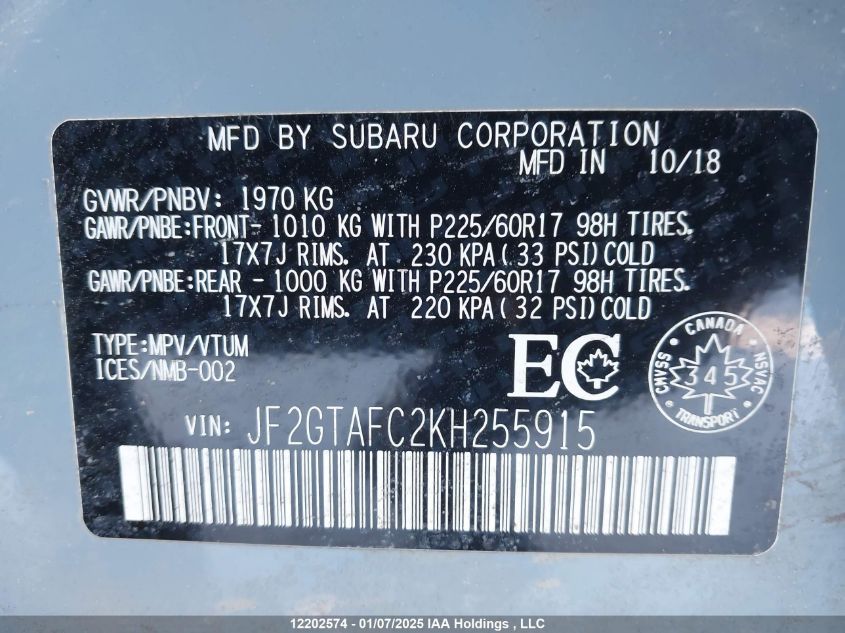 MFD BY SUBARU CORPORATION
MFD IN 10/18
GVWR/PNBV: 1970 KG
GAWR/PNBE:FRONT- 1010 KG WITH P225/60R17 98H TIRES.
17X7J RIMS. AT 230 KPA( 33 PSI)COLD
GAWR/PNBE:REAR - 1000 KG WITH P225/60R17 98H TIRES.
17X7J RIMS. AT 220 KPA( 32 PSI)COLD
TYPE:MPV/VTUM
ICES/NMB-002
EC
CANADA
CMVSS 345 NSVAC
TRANSPORT
VIN: JF2GTAFC2KH255915
12202574 - 01/07/2025 IAA Holdings , LLC